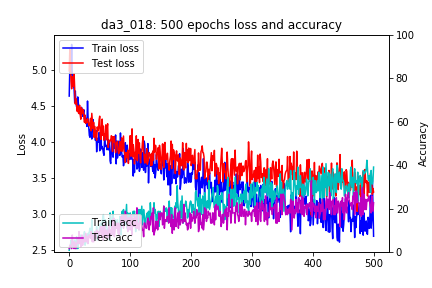 da3_018: 500 epochs loss and accuracy
Train loss
Test loss
Train acc
Test acc
Loss
5.0
4.5
4.0
3.5
3.0
2.5
Accuracy
100
80
60
40
20
0
0 100 200 300 400 500